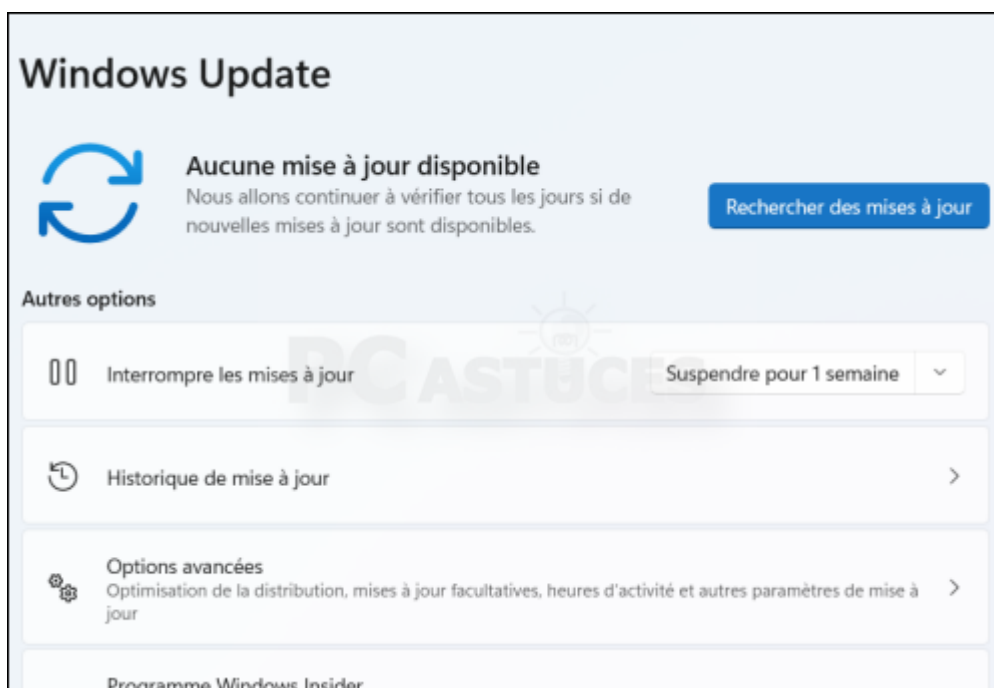 Windows Update
Aucune mise à jour disponible
Nous allons continuer à vérifier tous les jours si de
nouvelles mises à jour sont disponibles.
Rechercher des mises à jour
Autres options
Interrompre les mises à jour
Suspendre pour 1 semaine
PC ASTUCES
Historique de mise à jour
Options avancées
Optimisation de la distribution, mises à jour facultatives, heures d'activité et autres paramètres de mise à
jour
Programme Windows Insider